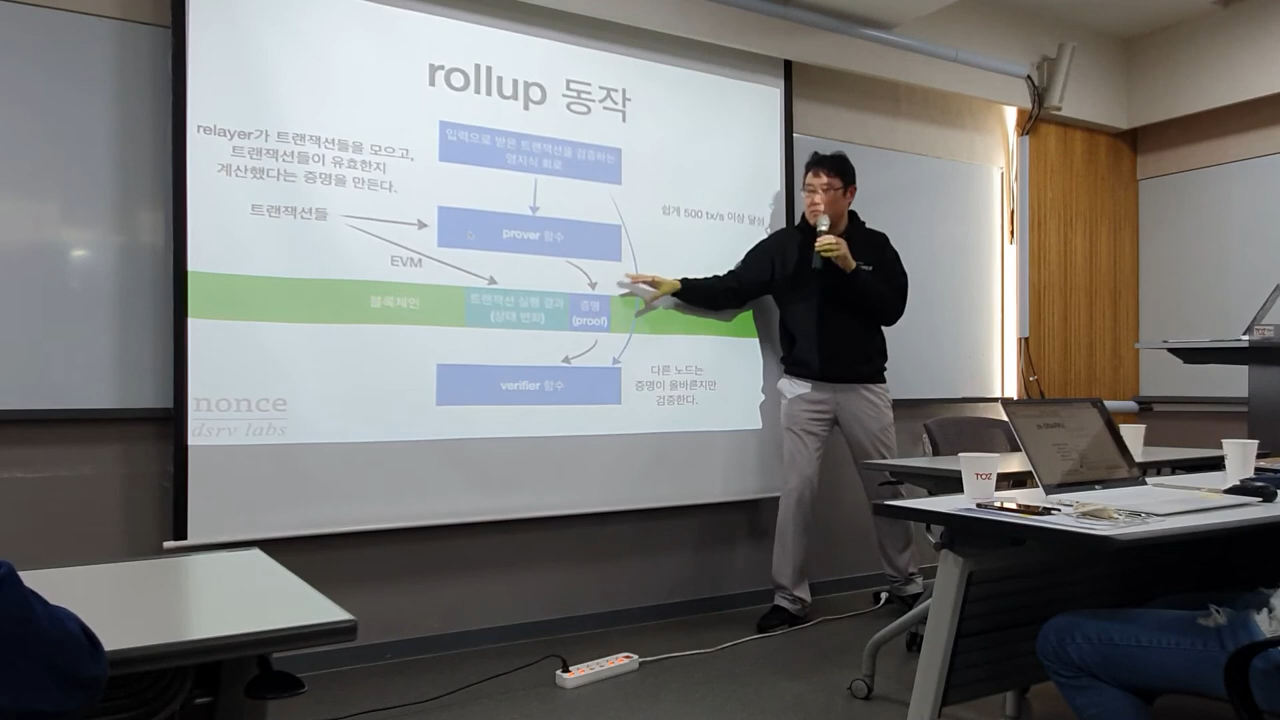 rollup 동작
relayer가 트랜잭션들을 모으고,
트랜잭션들이 유효한지
계산했다는 증명을 만든다.
입력으로 받은 트랜잭션을 검증하는
영지식 회로
트랜잭션들
prover 함수
쉽게 500 tx/s 이상 달성
EVM
블록체인
트랜잭션 실행 결과
(상태 변화)
증명
(proof)
verifier 함수
다른 노드는
증명이 올바른지만
검증한다.
nonce
dsrv labs
TOZ
TOZ